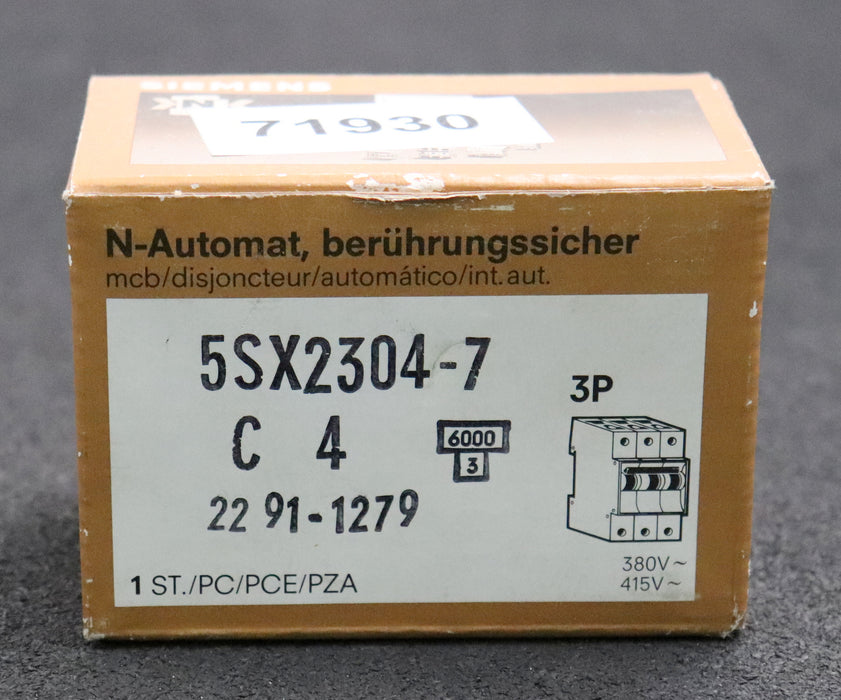 SIEMENS
N
71930
N-Automat, berührungssicher
mcb/disjoncteur/automático/int.aut.
5SX2304-7
C 4
6000
3
22 91-1279
3P
380V~
415V~
1 ST./PC/PCE/PZA